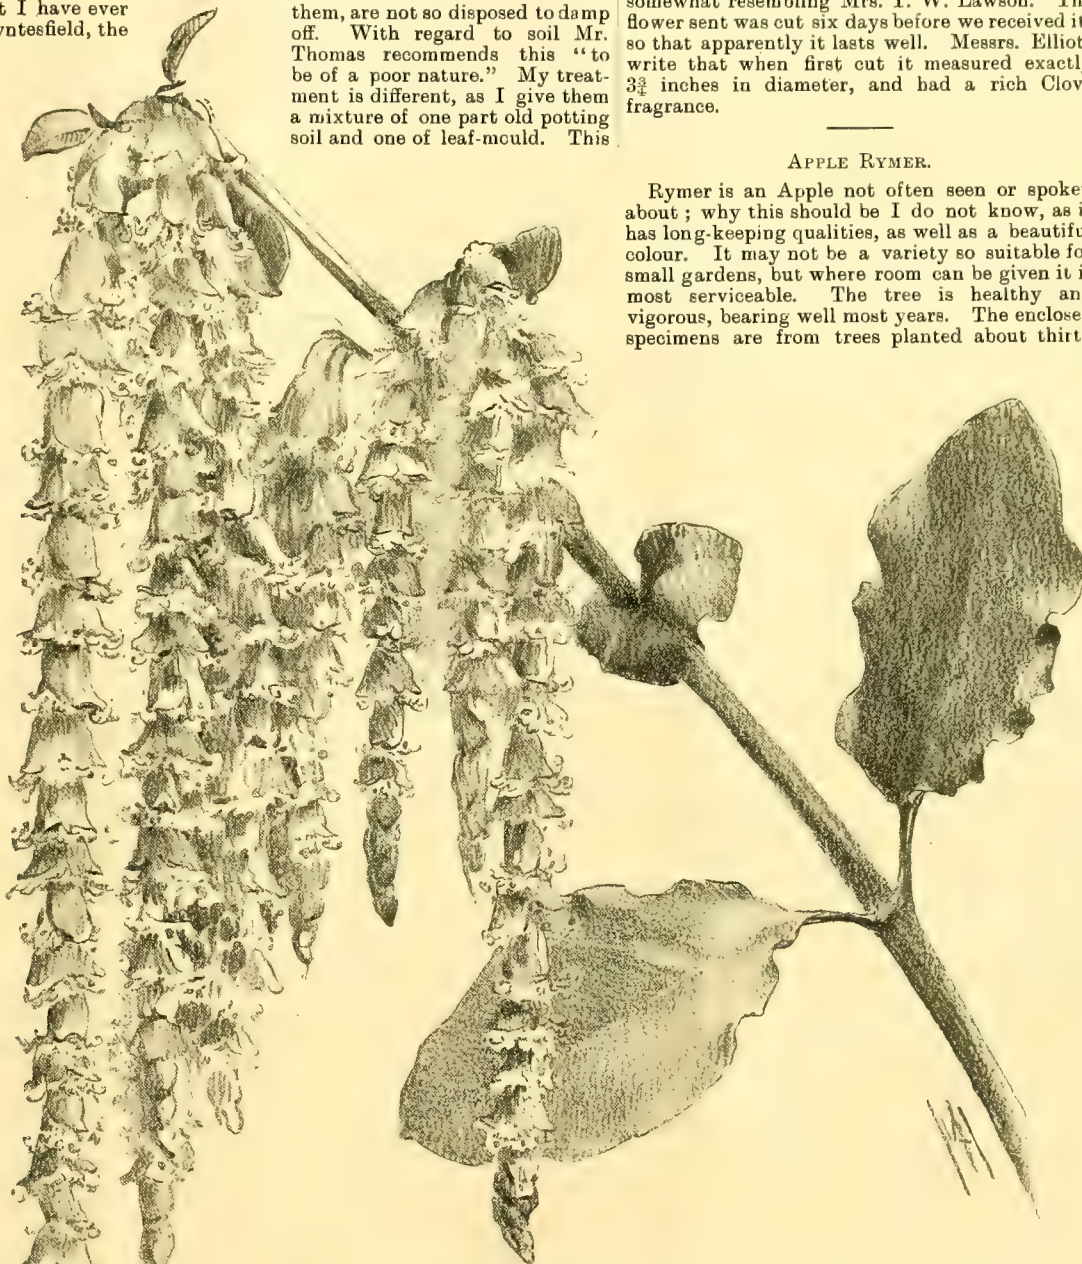 t I have ever
yntesfield, the
them, are not so disposed to damp
off. With regard to soil Mr.
Thomas recommends this “to
be of a poor nature.” My treat-
ment is different, as I give them
a mixture of one part old potting
soil and one of leaf-mould. This
somewhat resembling Mrs. T. W. Lawson. Th
flower sent was cut six days before we received it
so that apparently it lasts well. Messrs. Elliot
write that when first cut it measured exactl
3¾ inches in diameter, and had a rich Clov
fragrance.
APPLE RYMER.
Rymer is an Apple not often seen or spoke
about ; why this should be I do not know, as i
has long-keeping qualities, as well as a beautifu
colour. It may not be a variety so suitable fo
small gardens, but where room can be given it i
most serviceable. The tree is healthy an
vigorous, bearing well most years. The enclose
specimens are from trees planted about thirt